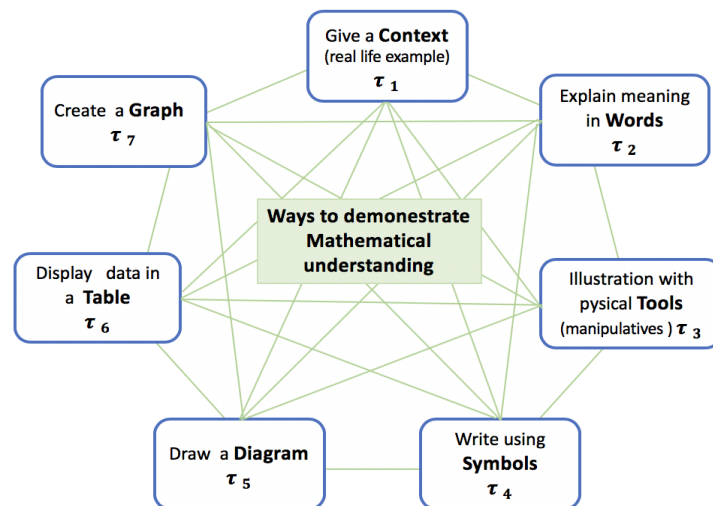 Give a Context
(real life example)
τ 1
Explain meaning
in Words
τ 2
Illustration with
pysical Tools
(manipulatives ) τ 3
Write using
Symbols
τ 4
Draw a Diagram
τ 5
Display data in
a Table
τ 6
Create a Graph
τ 7
Ways to demonestrate
Mathematical
understanding